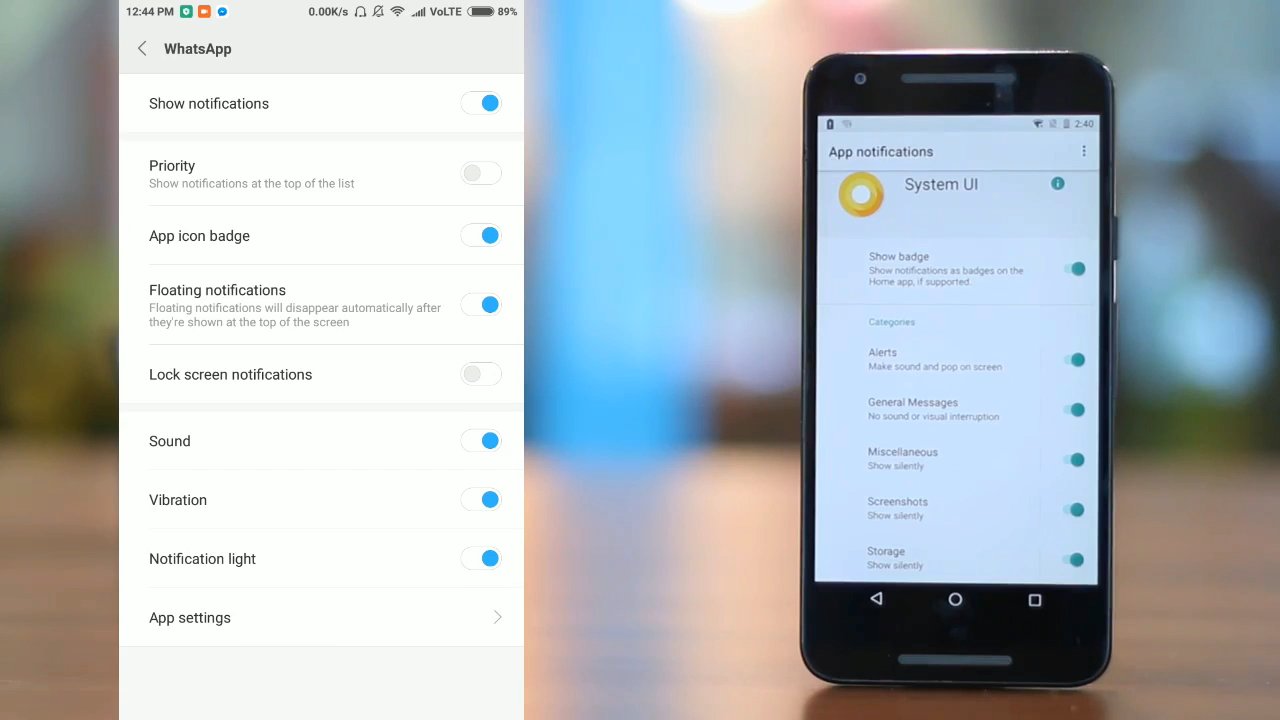 12:44 PM
0.00K/s
VoLTE
89%
WhatsApp
Show notifications
Priority
Show notifications at the top of the list
App icon badge
Floating notifications
Floating notifications will disappear automatically after
they're shown at the top of the screen
Lock screen notifications
Sound
Vibration
Notification light
App settings
2:40
App notifications
System UI
Show badge
Show notifications as badges on the
Home app, if supported.
Categories
Alerts
Make sound and pop on screen
General Messages
No sound or visual interruption
Miscellaneous
Show silently
Screenshots
Show silently
Storage
Show silently